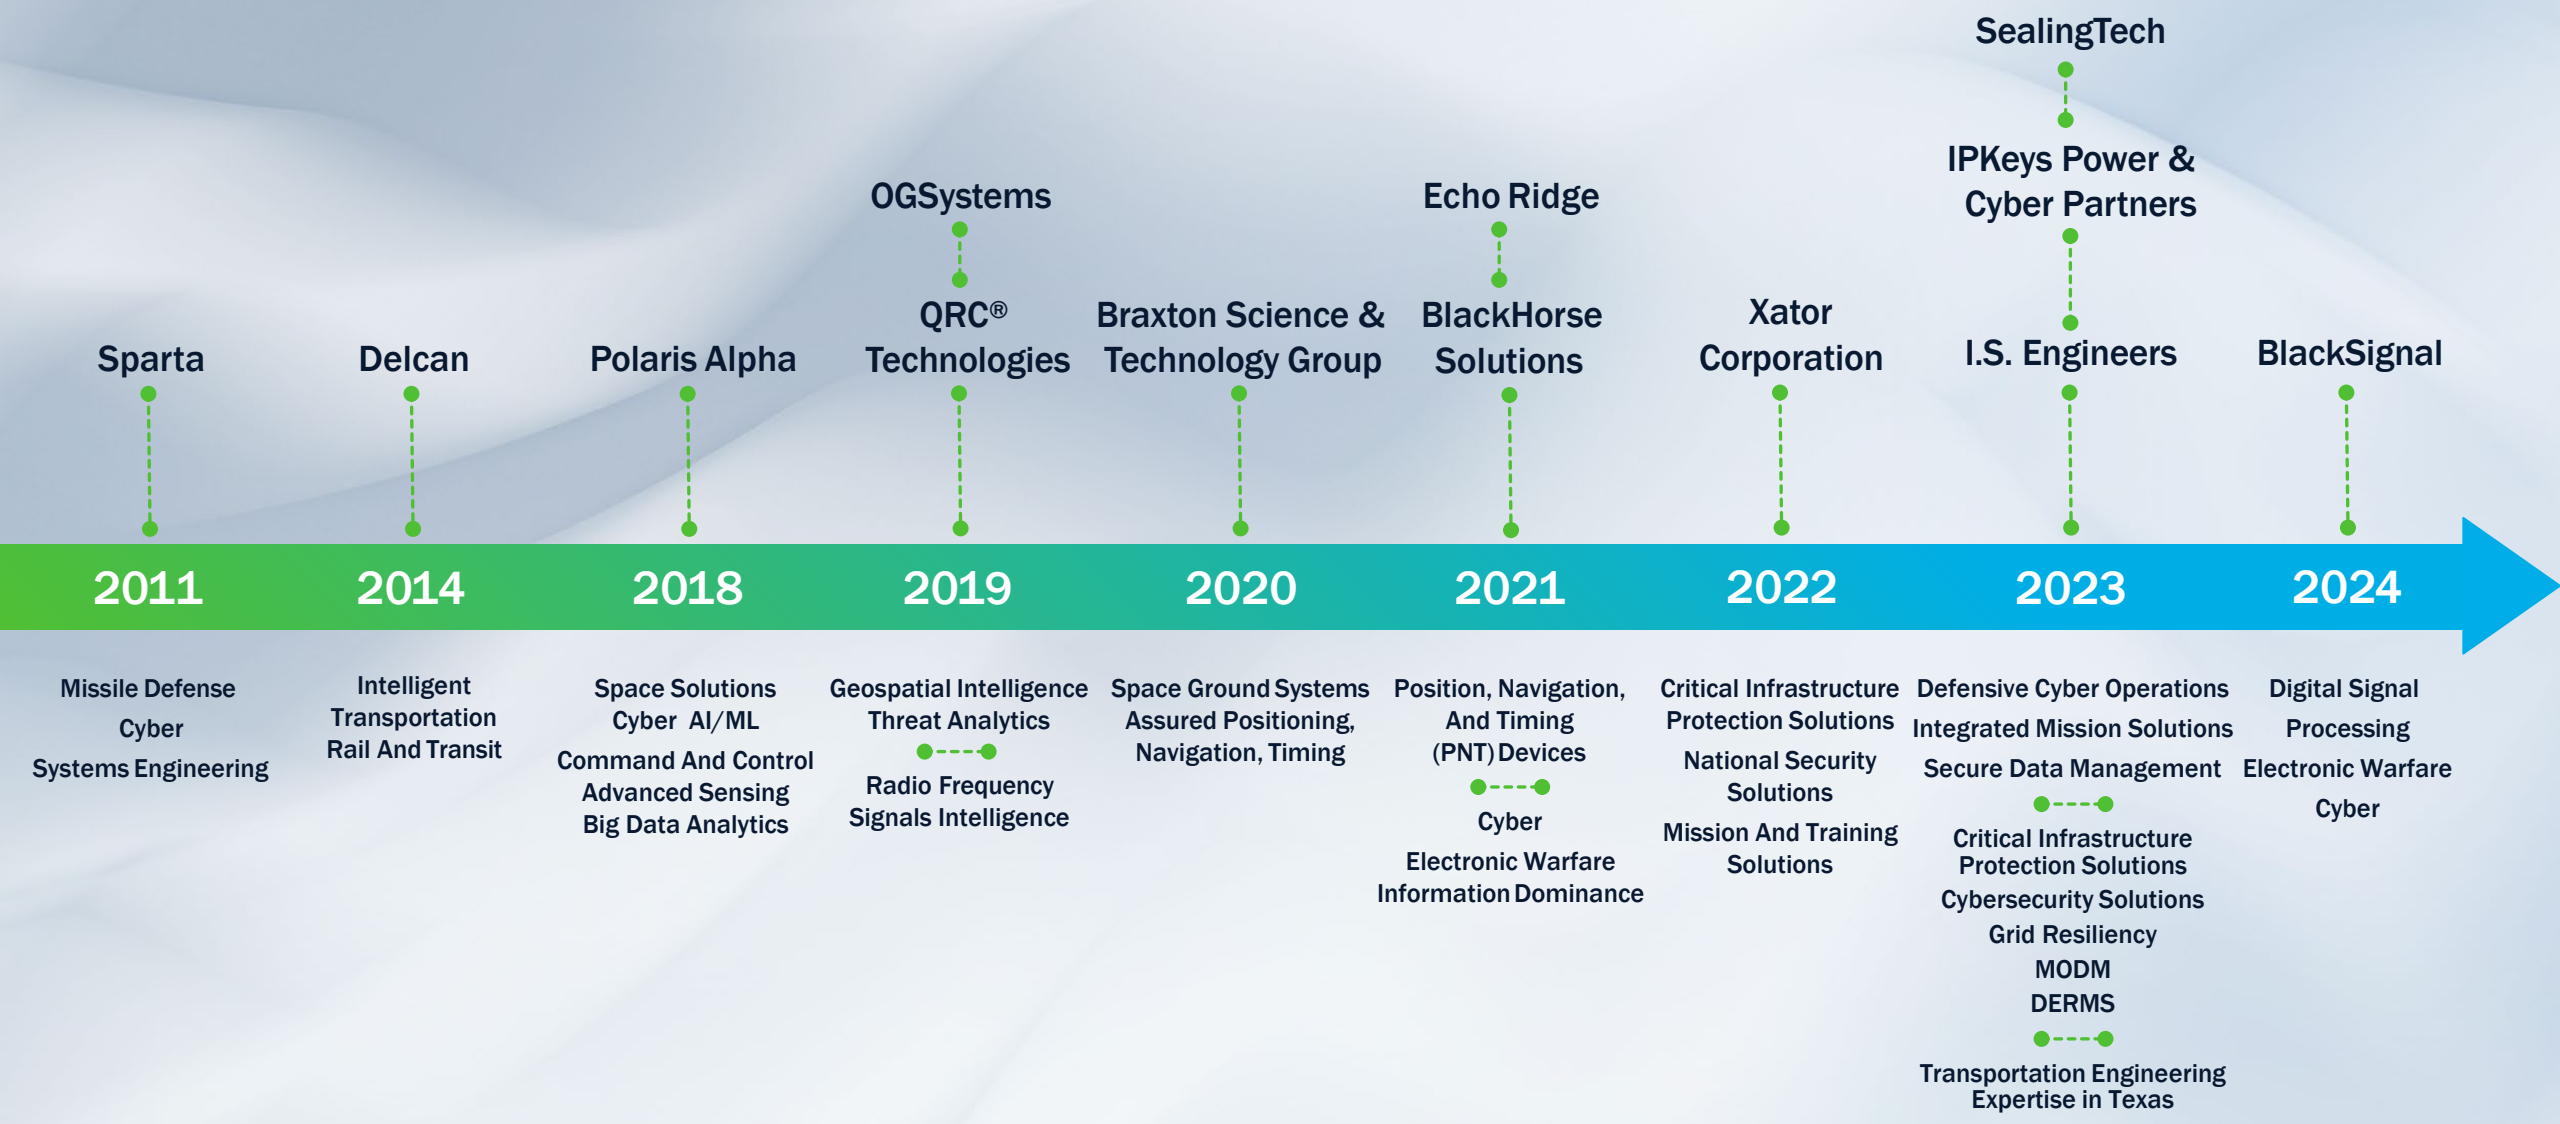 SealingTech
IPKeys Power &
Cyber Partners
OGSystems
Echo Ridge
Sparta
Delcan
Polaris Alpha
QRC®
Technologies
Braxton Science &
Technology Group
BlackHorse
Solutions
Xator
Corporation
I.S. Engineers
BlackSignal
2011
2014
2018
2019
2020
2021
2022
2023
2024
Missile Defense
Cyber
Systems Engineering
Intelligent
Transportation
Rail And Transit
Space Solutions
Cyber AI/ML
Command And Control
Advanced Sensing
Big Data Analytics
Geospatial Intelligence
Threat Analytics
Radio Frequency
Signals Intelligence
Space Ground Systems
Assured Positioning,
Navigation, Timing
Position, Navigation,
And Timing
(PNT) Devices
Cyber
Electronic Warfare
Information Dominance
Critical Infrastructure
Protection Solutions
National Security
Solutions
Mission And Training
Solutions
Defensive Cyber Operations
Integrated Mission Solutions
Secure Data Management
Critical Infrastructure
Protection Solutions
Cybersecurity Solutions
Grid Resiliency
MODM
DERMS
Transportation Engineering
Expertise in Texas
Digital Signal
Processing
Electronic Warfare
Cyber